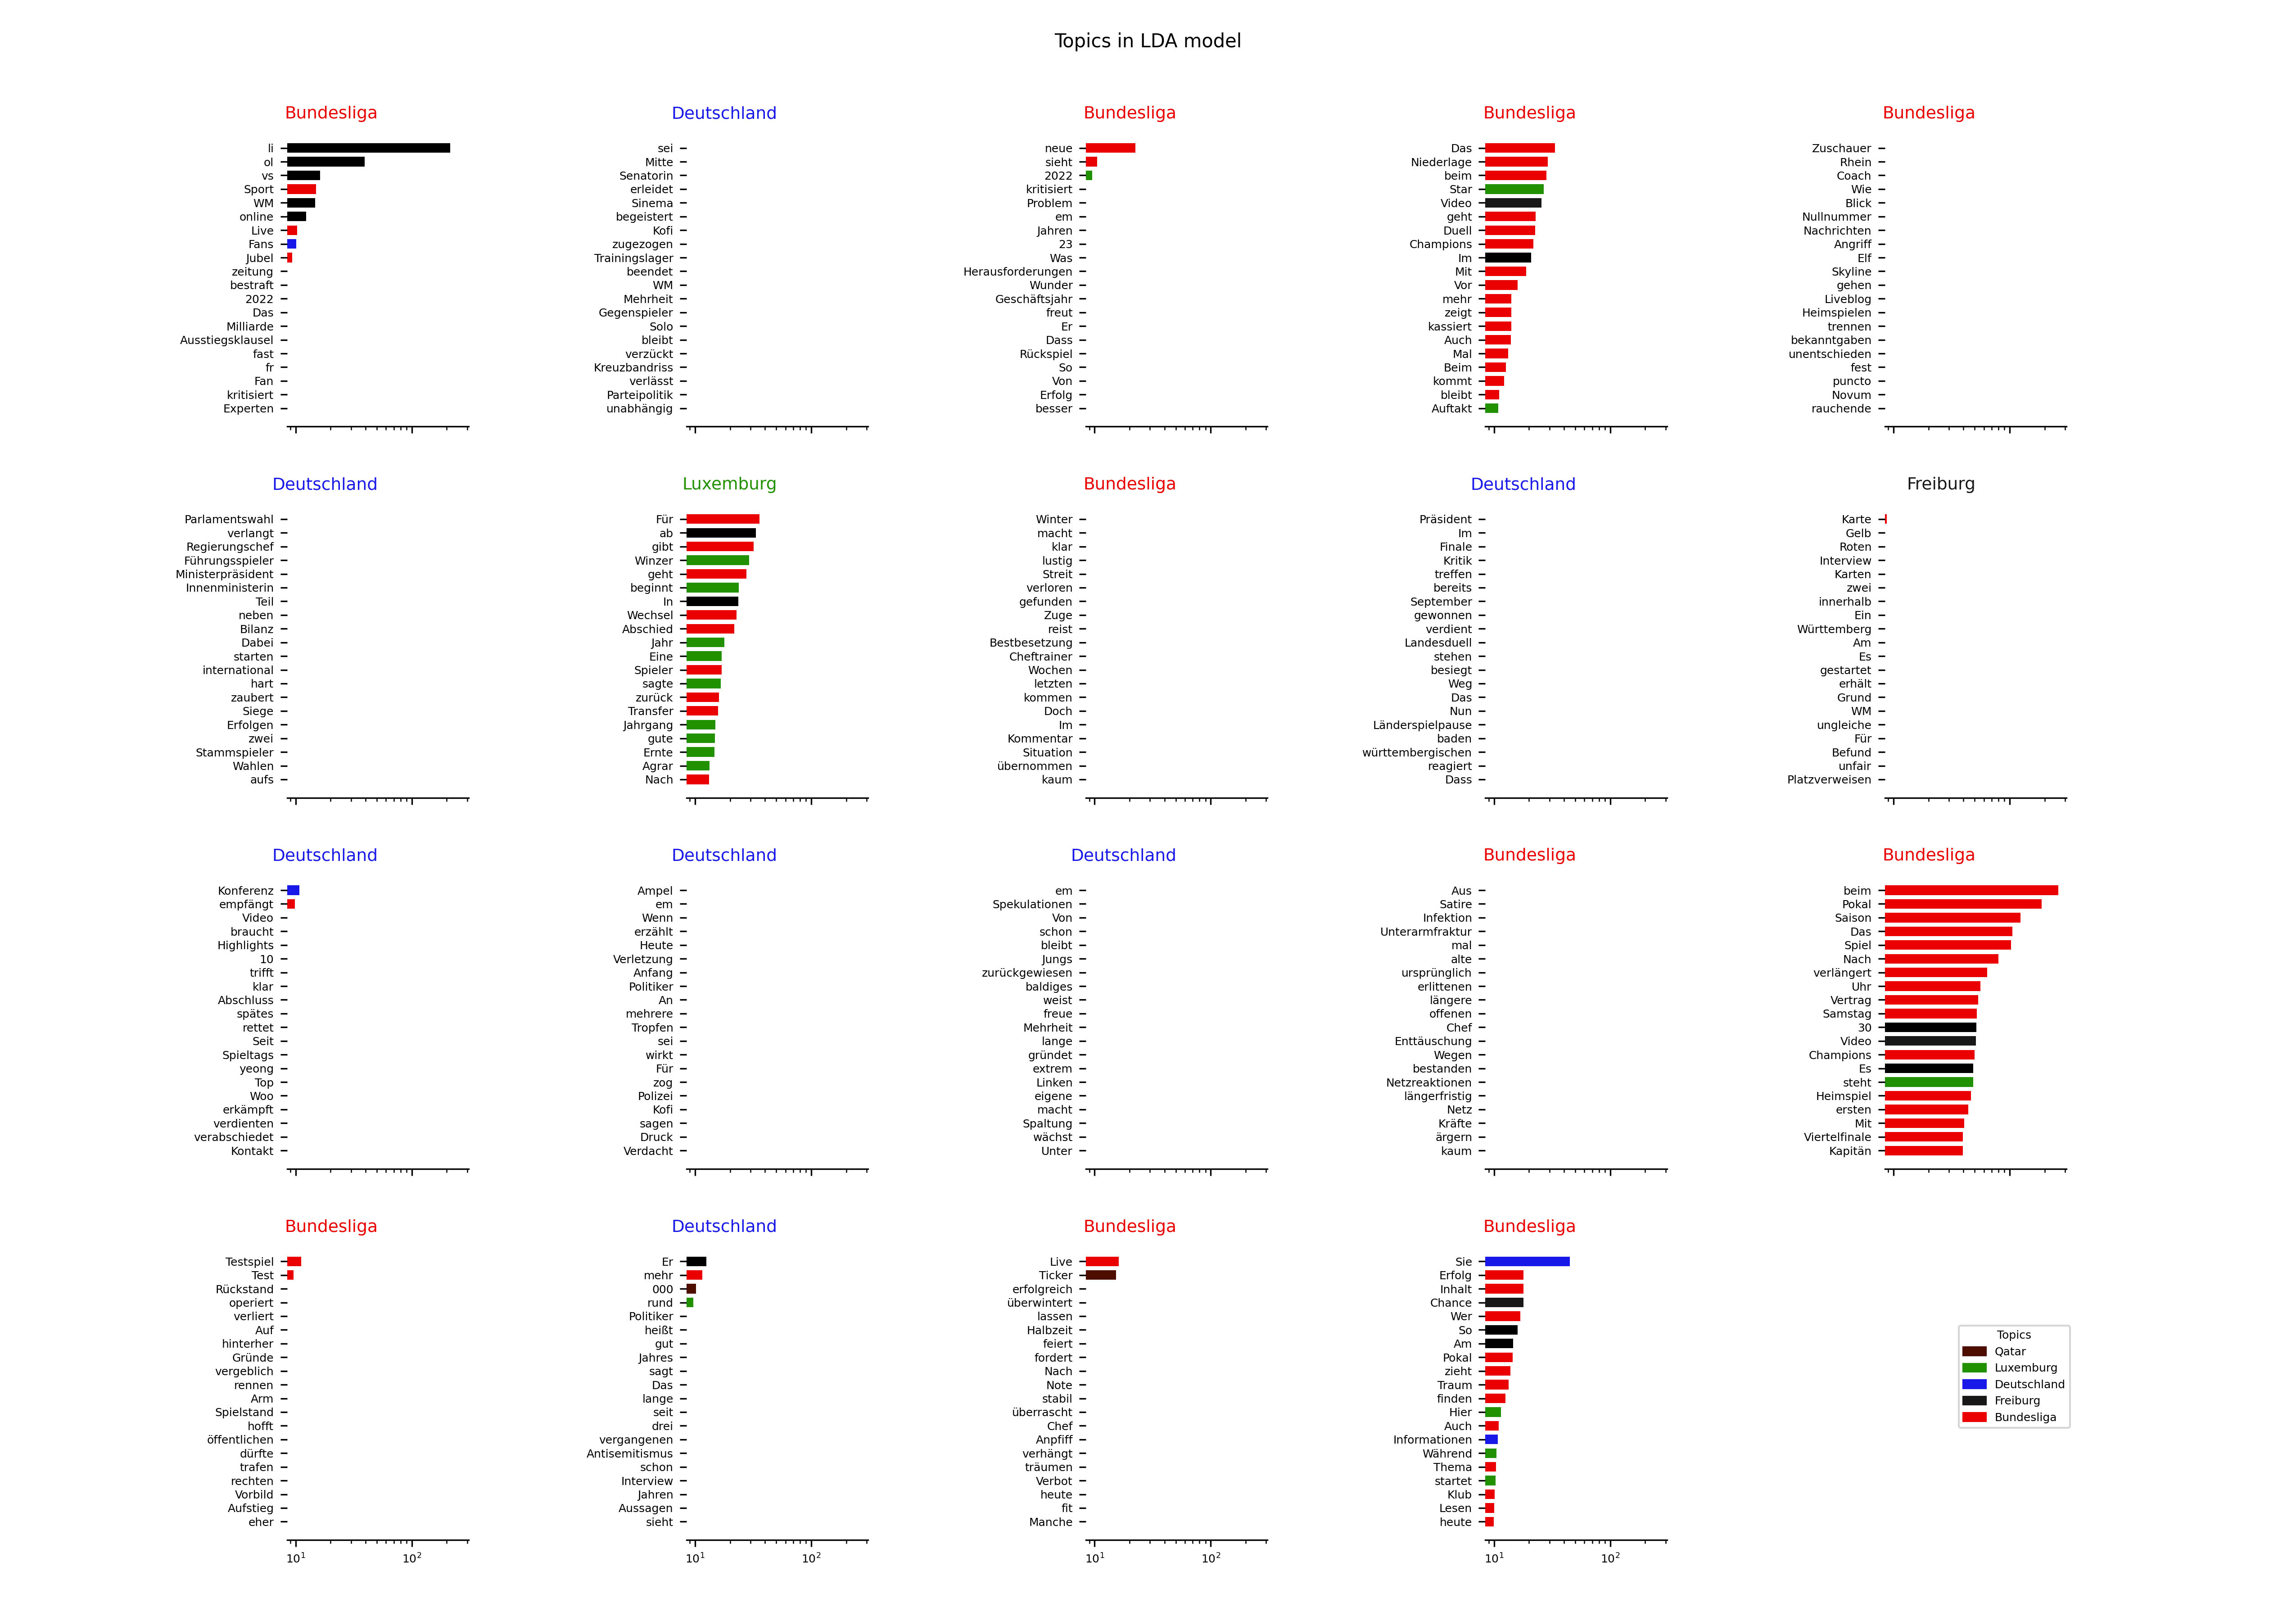 Topics in LDA model
Bundesliga
li
ol
vs
Sport
WM
online
Live
Fans
Jubel
zeitung
bestraft
2022
Das
Milliarde
Ausstiegsklausel
fast
fr
Fan
kritisiert
Experten
Deutschland
sei
Mitte
Senatorin
erleidet
Sinema
begeistert
Kofi
zugezogen
Trainingslager
beendet
WM
Mehrheit
Gegenspieler
Solo
bleibt
verzückt
Kreuzbandriss
verlässt
Parteipolitik
unabhängig
Bundesliga
neue
sieht
2022
kritisiert
Problem
em
Jahren
23
Was
Herausforderungen
Wunder
Geschäftsjahr
freut
Er
Dass
Rückspiel
So
Von
Erfolg
besser
Bundesliga
Das
Niederlage
beim
Star
Video
geht
Duell
Champions
Im
Mit
Vor
mehr
zeigt
kassiert
Auch
Mal
Beim
kommt
bleibt
Auftakt
Bundesliga
Zuschauer
Rhein
Coach
Wie
Blick
Nullnummer
Nachrichten
Angriff
Elf
Skyline
gehen
Liveblog
Heimspielen
trennen
bekanntgaben
unentschieden
fest
puncto
Novum
rauchende
Deutschland
Parlamentswahl
verlangt
Regierungschef
Führungsspieler
Ministerpräsident
Innenministerin
Teil
neben
Bilanz
Dabei
starten
international
hart
zaubert
Siege
Erfolgen
zwei
Stammspieler
Wahlen
aufs
Luxemburg
Für
ab
gibt
Winzer
geht
beginnt
In
Wechsel
Abschied
Jahr
Eine
Spieler
sagte
zurück
Transfer
Jahrgang
gute
Ernte
Agrar
Nach
Bundesliga
Winter
macht
klar
lustig
Streit
verloren
gefunden
Zuge
reist
Bestbesetzung
Cheftrainer
Wochen
letzten
kommen
Doch
Im
Kommentar
Situation
übernommen
kaum
Deutschland
Präsident
Im
Finale
Kritik
treffen
bereits
September
gewonnen
verdient
Landesduell
stehen
besiegt
Weg
Das
Nun
Länderspielpause
baden
württembergischen
reagiert
Dass
Freiburg
Karte
Gelb
Roten
Interview
Karten
zwei
innerhalb
Ein
Württemberg
Am
Es
gestartet
erhält
Grund
WM
ungleiche
Für
Befund
unfair
Platzverweisen
Deutschland
Konferenz
empfängt
Video
braucht
Highlights
10
trifft
klar
Abschluss
spätes
rettet
Seit
Spieltags
yeong
Top
Woo
erkämpft
verdienten
verabschiedet
Kontakt
Deutschland
Ampel
em
Wenn
erzählt
Heute
Verletzung
Anfang
Politiker
An
mehrere
Tropfen
sei
wirkt
Für
zog
Polizei
Kofi
sagen
Druck
Verdacht
Deutschland
em
Spekulationen
Von
schon
bleibt
Jungs
zurückgewiesen
baldiges
weist
freue
Mehrheit
lange
gründet
extrem
Linken
eigene
macht
Spaltung
wächst
Unter
Bundesliga
Aus
Satire
Infektion
Unterarmfraktur
mal
alte
ursprünglich
erlittenen
längere
offenen
Chef
Enttäuschung
Wegen
bestanden
Netzreaktionen
längerfristig
Netz
Kräfte
ärgern
kaum
Bundesliga
beim
Pokal
Saison
Das
Spiel
Nach
verlängert
Uhr
Vertrag
Samstag
30
Video
Champions
Es
steht
Heimspiel
ersten
Mit
Viertelfinale
Kapitän
Bundesliga
Testspiel
Test
Rückstand
operiert
verliert
Auf
hinterher
Gründe
vergeblich
rennen
Arm
Spielstand
hofft
öffentlichen
dürfte
trafen
rechten
Vorbild
Aufstieg
eher
10¹ 10²
Deutschland
Er
mehr
000
rund
Politiker
heißt
gut
Jahres
sagt
Das
lange
seit
drei
vergangenen
Antisemitismus
schon
Interview
Jahren
Aussagen
sieht
10¹ 10²
Bundesliga
Live
Ticker
erfolgreich
überwintert
lassen
Halbzeit
feiert
fordert
Nach
Note
stabil
überrascht
Chef
Anpfiff
verhängt
träumen
Verbot
heute
fit
Manche
10¹ 10²
Bundesliga
Sie
Erfolg
Inhalt
Chance
Wer
So
Am
Pokal
zieht
Traum
finden
Hier
Auch
Informationen
Während
Thema
startet
Klub
Lesen
heute
10¹ 10²
Topics
Qatar
Luxemburg
Deutschland
Freiburg
Bundesliga